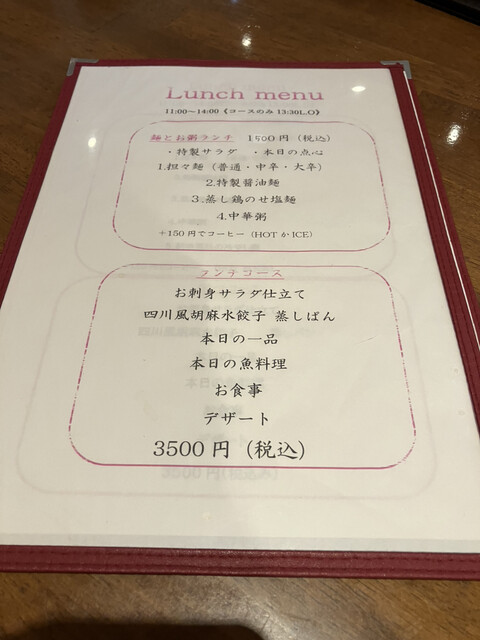 Lunch menu
11:00～14:00《コースのみ 13:30L.O》
麺とお粥ランチ 1500円（税込）
・特製サラダ ・本日の点心
1.担々麺（普通・中辛・大辛）
2.特製醤油麺
3.蒸し鶏のせ塩麺
4.中華粥
+150円でコーヒー（HOTかICE）
ランチコース
お刺身サラダ仕立て
四川風胡麻水餃子 蒸しぱん
本日の一品
本日の魚料理
お食事
デザート
3500円（税込）